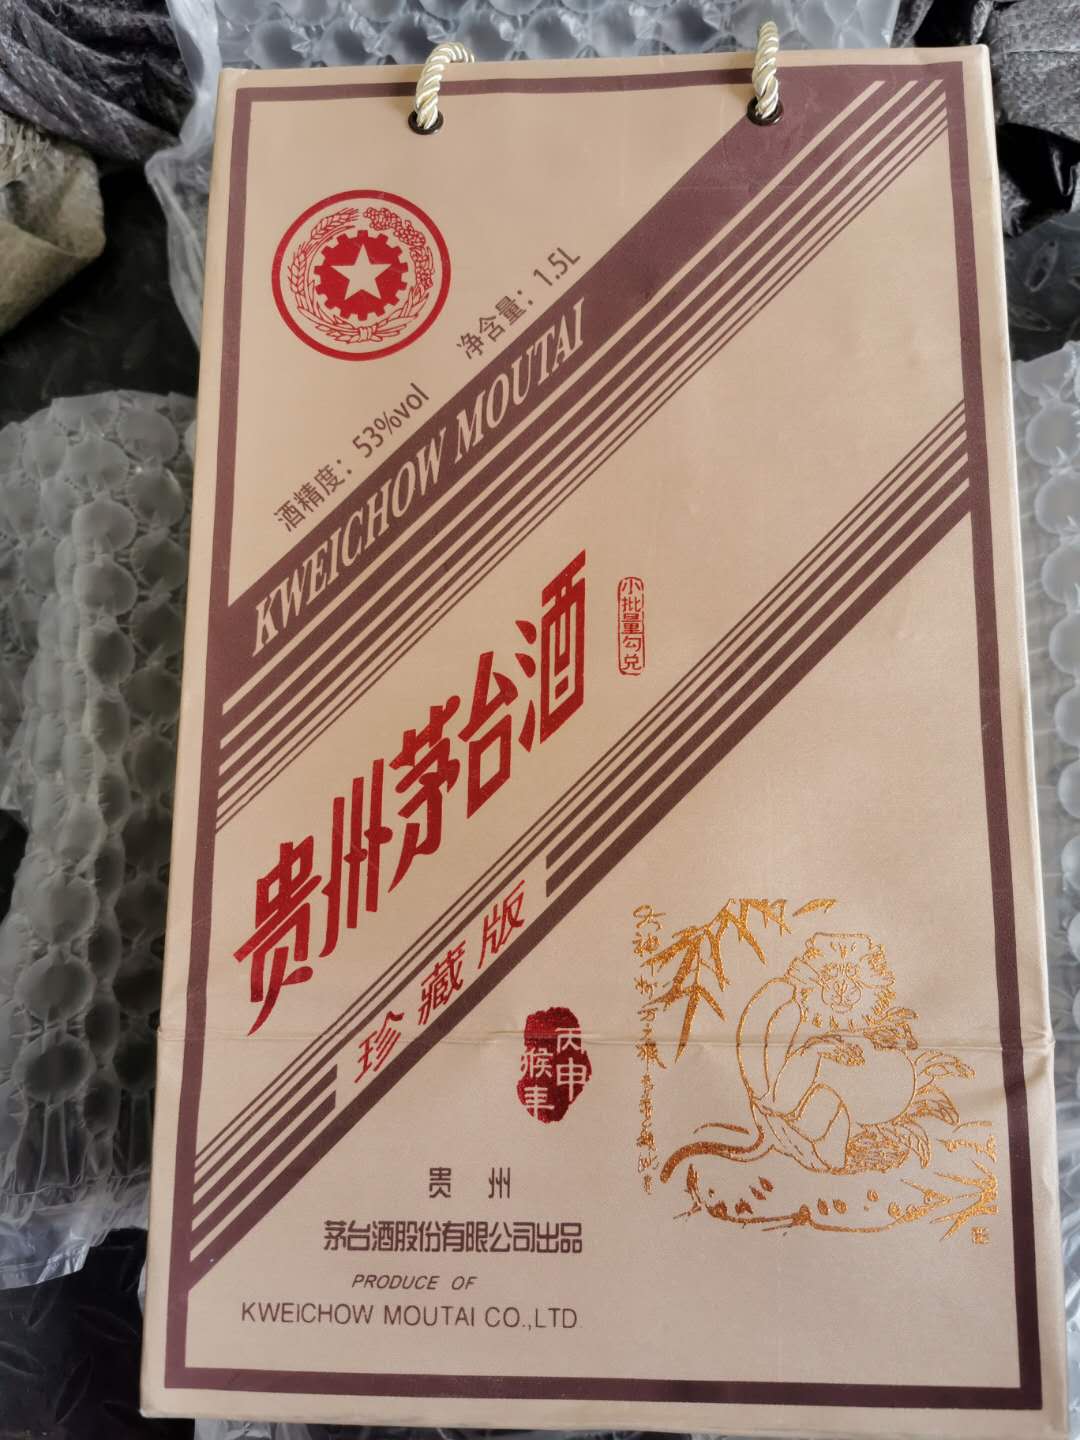 酒精度：53%vol 净含量：1.5L
KWEICHOW MOUTAI
贵州茅台酒
小批量勾兑
珍藏版
丙申
猴年
贵州
茅台酒股份有限公司出品
PRODUCE OF
KWEICHOW MOUTAI CO.,LTD